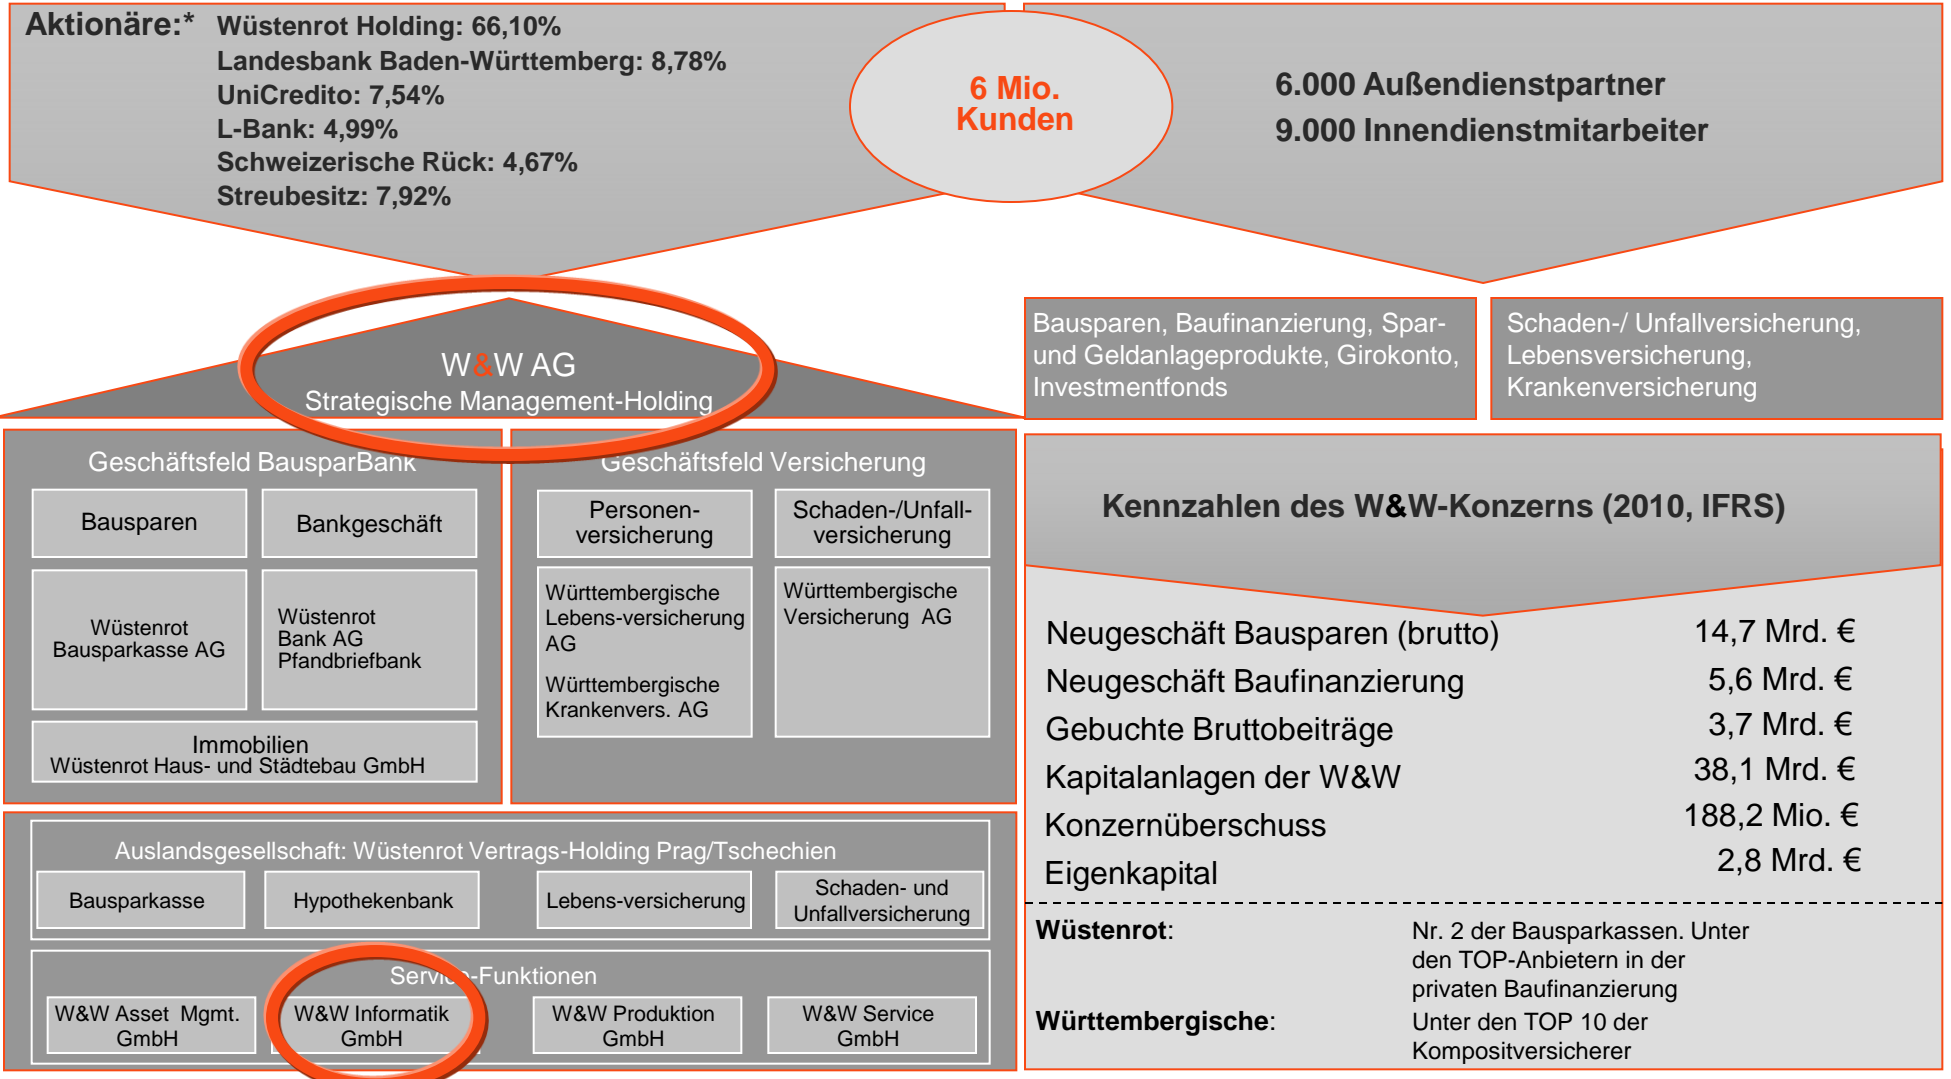 Aktionäre:* Wüstenrot Holding: 66,10%
Landesbank Baden-Württemberg: 8,78%
UniCredito: 7,54%
L-Bank: 4,99%
Schweizerische Rück: 4,67%
Streubesitz: 7,92%
6 Mio.
Kunden
6.000 Außendienstpartner
9.000 Innendienstmitarbeiter
W&W AG
Strategische Management-Holding
Bausparen, Baufinanzierung, Spar-
und Geldanlageprodukte, Girokonto,
Investmentfonds
Schaden-/ Unfallversicherung,
Lebensversicherung,
Krankenversicherung
Geschäftsfeld BausparBank
Bausparen
Bankgeschäft
Wüstenrot
Bausparkasse AG
Wüstenrot
Bank AG
Pfandbriefbank
Immobilien
Wüstenrot Haus- und Städtebau GmbH
Geschäftsfeld Versicherung
Personen-
versicherung
Schaden-/Unfall-
versicherung
Württembergische
Lebens-versicherung
AG
Württembergische
Krankenvers. AG
Württembergische
Versicherung AG
Auslandsgesellschaft: Wüstenrot Vertrags-Holding Prag/Tschechien
Bausparkasse
Hypothekenbank
Lebens-versicherung
Schaden- und
Unfallversicherung
Service-Funktionen
W&W Asset Mgmt.
GmbH
W&W Informatik
GmbH
W&W Produktion
GmbH
W&W Service
GmbH
Kennzahlen des W&W-Konzerns (2010, IFRS)
Neugeschäft Bausparen (brutto) 14,7 Mrd. €
Neugeschäft Baufinanzierung 5,6 Mrd. €
Gebuchte Bruttobeiträge 3,7 Mrd. €
Kapitalanlagen der W&W 38,1 Mrd. €
Konzernüberschuss 188,2 Mio. €
Eigenkapital 2,8 Mrd. €
Wüstenrot: Nr. 2 der Bausparkassen. Unter
den TOP-Anbietern in der
privaten Baufinanzierung
Württembergische: Unter den TOP 10 der
Kompositversicherer